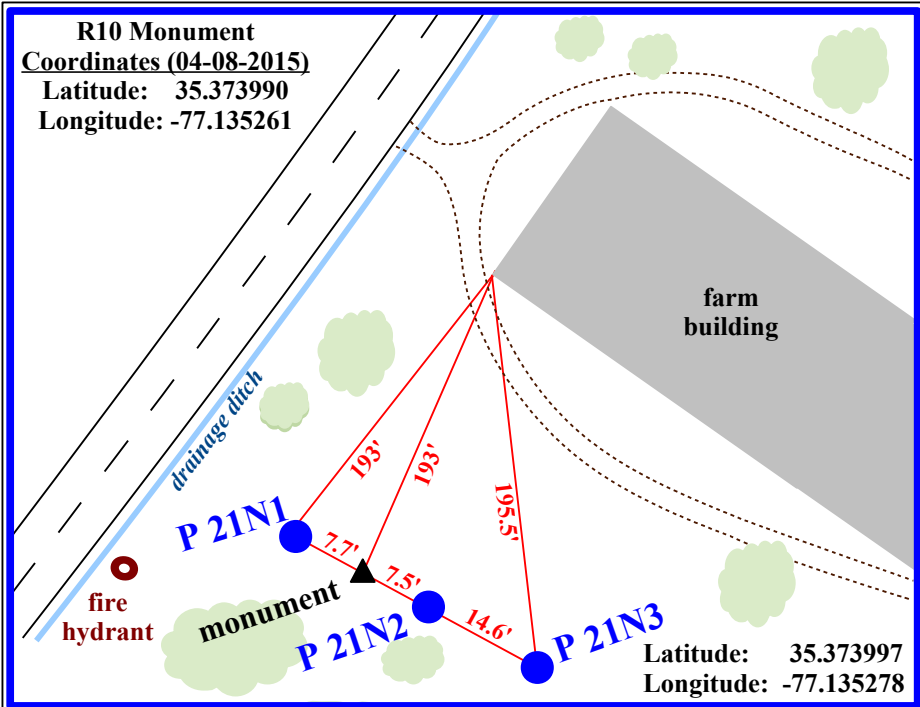 R10 Monument
Coordinates (04-08-2015)
Latitude: 35.373990
Longitude: -77.135261
farm
building
drainage ditch
193'
193'
195.5'
P 21N1
7.7'
monument
7.5'
P 21N2
14.6'
P 21N3
fire
hydrant
Latitude: 35.373997
Longitude: -77.135278